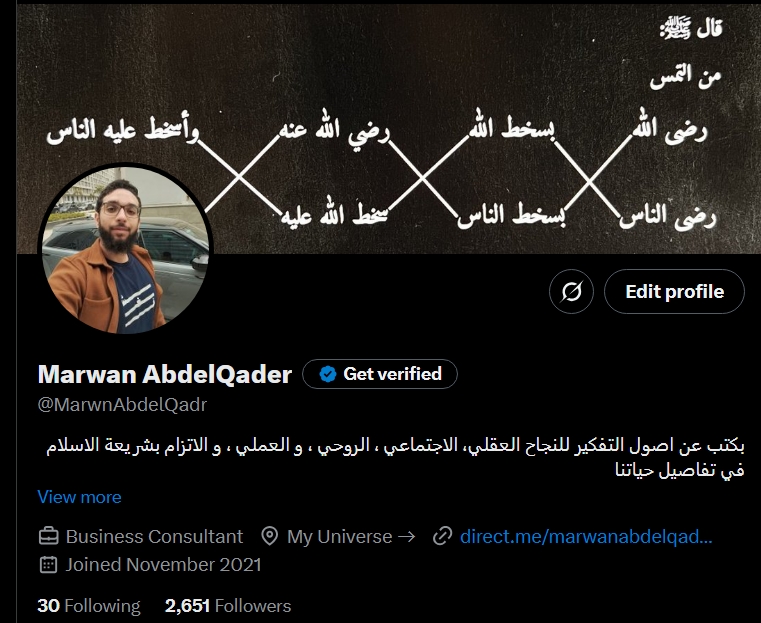 قال ﷺ:
من التمس
رضى الله بسخط الله رضي الله عنه وأسخط عليه الناس
رضى الناس بسخط الناس سخط الله عليه
Edit profile
Marwan AbdelQader Get verified
@MarwnAbdelQadr
بكتب عن اصول التفكير للنجاح العقلي، الاجتماعي ، الروحي ، و العملي ، و الاتزام بشريعة الاسلام
في تفاصيل حياتنا
View more
Business Consultant My Universe → direct.me/marwanabdelqad...
Joined November 2021
30 Following 2,651 Followers